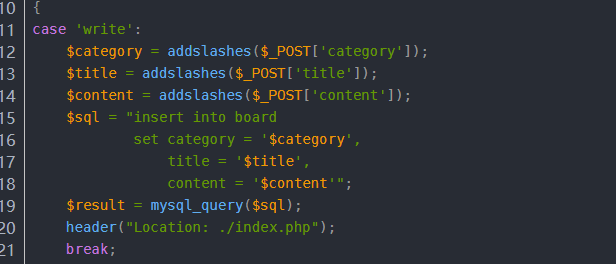 10 {
11 case 'write':
12     $category = addslashes($_POST['category']);
13     $title = addslashes($_POST['title']);
14     $content = addslashes($_POST['content']);
15     $sql = "insert into board
16             set category = '$category',
17                 title = '$title',
18                 content = '$content'";
19     $result = mysql_query($sql);
20     header("Location: ./index.php");
21     break;